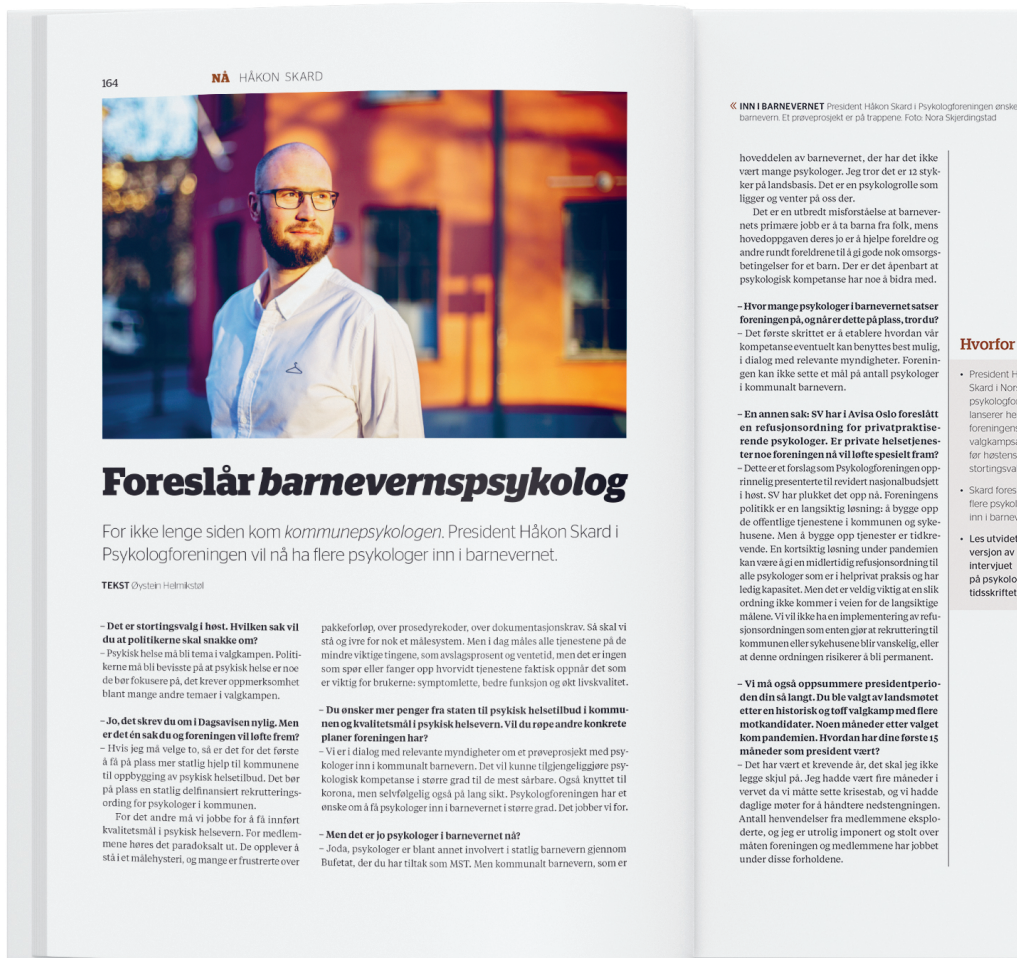 164
NÅ HÅKON SKARD
Foreslår barnevernspsykolog
For ikke lenge siden kom kommunepsykologen. President Håkon Skard i
Psykologforeningen vil nå ha flere psykologer inn i barnevernet.
TEKST Øystein Helmikstøl
– Det er stortingsvalg i høst. Hvilken sak vil
du at politikerne skal snakke om?
– Psykisk helse må bli tema i valgkampen. Politi-
kerne må bli bevisste på at psykisk helse er noe
de bør fokusere på, det krever oppmerksomhet
blant mange andre temaer i valgkampen.
– Jo, det skrev du om i Dagsavisen nylig. Men
er det én sak du og foreningen vil løfte frem?
– Hvis jeg må velge to, så er det for det første
å få på plass mer statlig hjelp til kommunene
til oppbygging av psykisk helsetilbud. Det bør
på plass en statlig delfinansiert rekrutterings-
ordning for psykologer i kommunen.
For det andre må vi jobbe for å få innført
kvalitetsmål i psykisk helsevern. For medlem-
mene høres det paradoksalt ut. De opplever å
stå i et målehysteri, og mange er frustrerte over
pakkeforløp, over prosedyrekoder, over dokumentasjonskrav. Så skal vi
stå og ivre for nok et målesystem. Men i dag måles alle tjenestene på de
mindre viktige tingene, som avslagsprosent og ventetid, men det er ingen
som spør eller fanger opp hvorvidt tjenestene faktisk oppnår det som
er viktig for brukerne: symptomlette, bedre funksjon og økt livskvalitet.
– Du ønsker mer penger fra staten til psykisk helsetilbud i kommu-
nen og kvalitetsmål i psykisk helsevern. Vil du røpe andre konkrete
planer foreningen har?
– Vi er i dialog med relevante myndigheter om et prøveprosjekt med psy-
kologer inn i kommunalt barnevern. Det vil kunne tilgjengeliggjøre psy-
kologisk kompetanse i større grad til de mest sårbare. Også knyttet til
korona, men selvfølgelig også på lang sikt. Psykologforeningen har et
ønske om å få psykologer inn i barnevernet i større grad. Det jobber vi for.
– Men det er jo psykologer i barnevernet nå?
– Joda, psykologer er blant annet involvert i statlig barnevern gjennom
Bufetat, der du har tiltak som MST. Men kommunalt barnevern, som er
« INN I BARNEVERNET President Håkon Skard i Psykologforeningen ønske
barnevern. Et prøveprosjekt er på trappene. Foto: Nora Skjerdingstad
hoveddelen av barnevernet, der har det ikke
vært mange psykologer. Jeg tror det er 12 styk-
ker på landsbasis. Det er en psykologrolle som
ligger og venter på oss der.
Det er en utbredt misforståelse at barnever-
nets primære jobb er å ta barna fra folk, mens
hovedoppgaven deres jo er å hjelpe foreldre og
andre rundt foreldrene til å gi gode nok omsorgs-
betingelser for et barn. Der er det åpenbart at
psykologisk kompetanse har noe å bidra med.
– Hvor mange psykologer i barnevernet satser
foreningen på, og når er dette på plass, tror du?
– Det første skrittet er å etablere hvordan vår
kompetanse eventuelt kan benyttes best mulig,
i dialog med relevante myndigheter. Forenin-
gen kan ikke sette et mål på antall psykologer
i kommunalt barnevern.
– En annen sak: SV har i Avisa Oslo foreslått
en refusjonsordning for privatpraktise-
rende psykologer. Er private helsetjenes-
ter noe foreningen nå vil løfte spesielt fram?
– Dette er et forslag som Psykologforeningen opp-
rinnelig presenterte til revidert nasjonalbudsjett
i høst. SV har plukket det opp nå. Foreningens
politikk er en langsiktig løsning: å bygge opp
de offentlige tjenestene i kommunen og syke-
husene. Men å bygge opp tjenester er tidkre-
vende. En kortsiktig løsning under pandemien
kan være å gi en midlertidig refusjonsordning til
alle psykologer som er i helprivat praksis og har
ledig kapasitet. Men det er veldig viktig at en slik
ordning ikke kommer i veien for de langsiktige
målene. Vi vil ikke ha en implementering av refu-
sjonsordningen som enten gjør at rekruttering til
kommunen eller sykehusene blir vanskelig, eller
at denne ordningen risikerer å bli permanent.
– Vi må også oppsummere presidentperio-
den din så langt. Du ble valgt av landsmøtet
etter en historisk og tøff valgkamp med flere
motkandidater. Noen måneder etter valget
kom pandemien. Hvordan har dine første 15
måneder som president vært?
– Det har vært et krevende år, det skal jeg ikke
legge skjul på. Jeg hadde vært fire måneder i
vervet da vi måtte sette krisestab, og vi hadde
daglige møter for å håndtere nedstengningen.
Antall henvendelser fra medlemmene eksplo-
derte, og jeg er utrolig imponert og stolt over
måten foreningen og medlemmene har jobbet
under disse forholdene.
Hvorfor
• President H
Skard i Nors
psykologfor
lanserer he
foreningens
valgkampsa
før høstens
stortingsva
• Skard fores
flere psykol
inn i barnev
• Les utvidet
versjon av
intervjuet
på psykolo
tidsskriftet